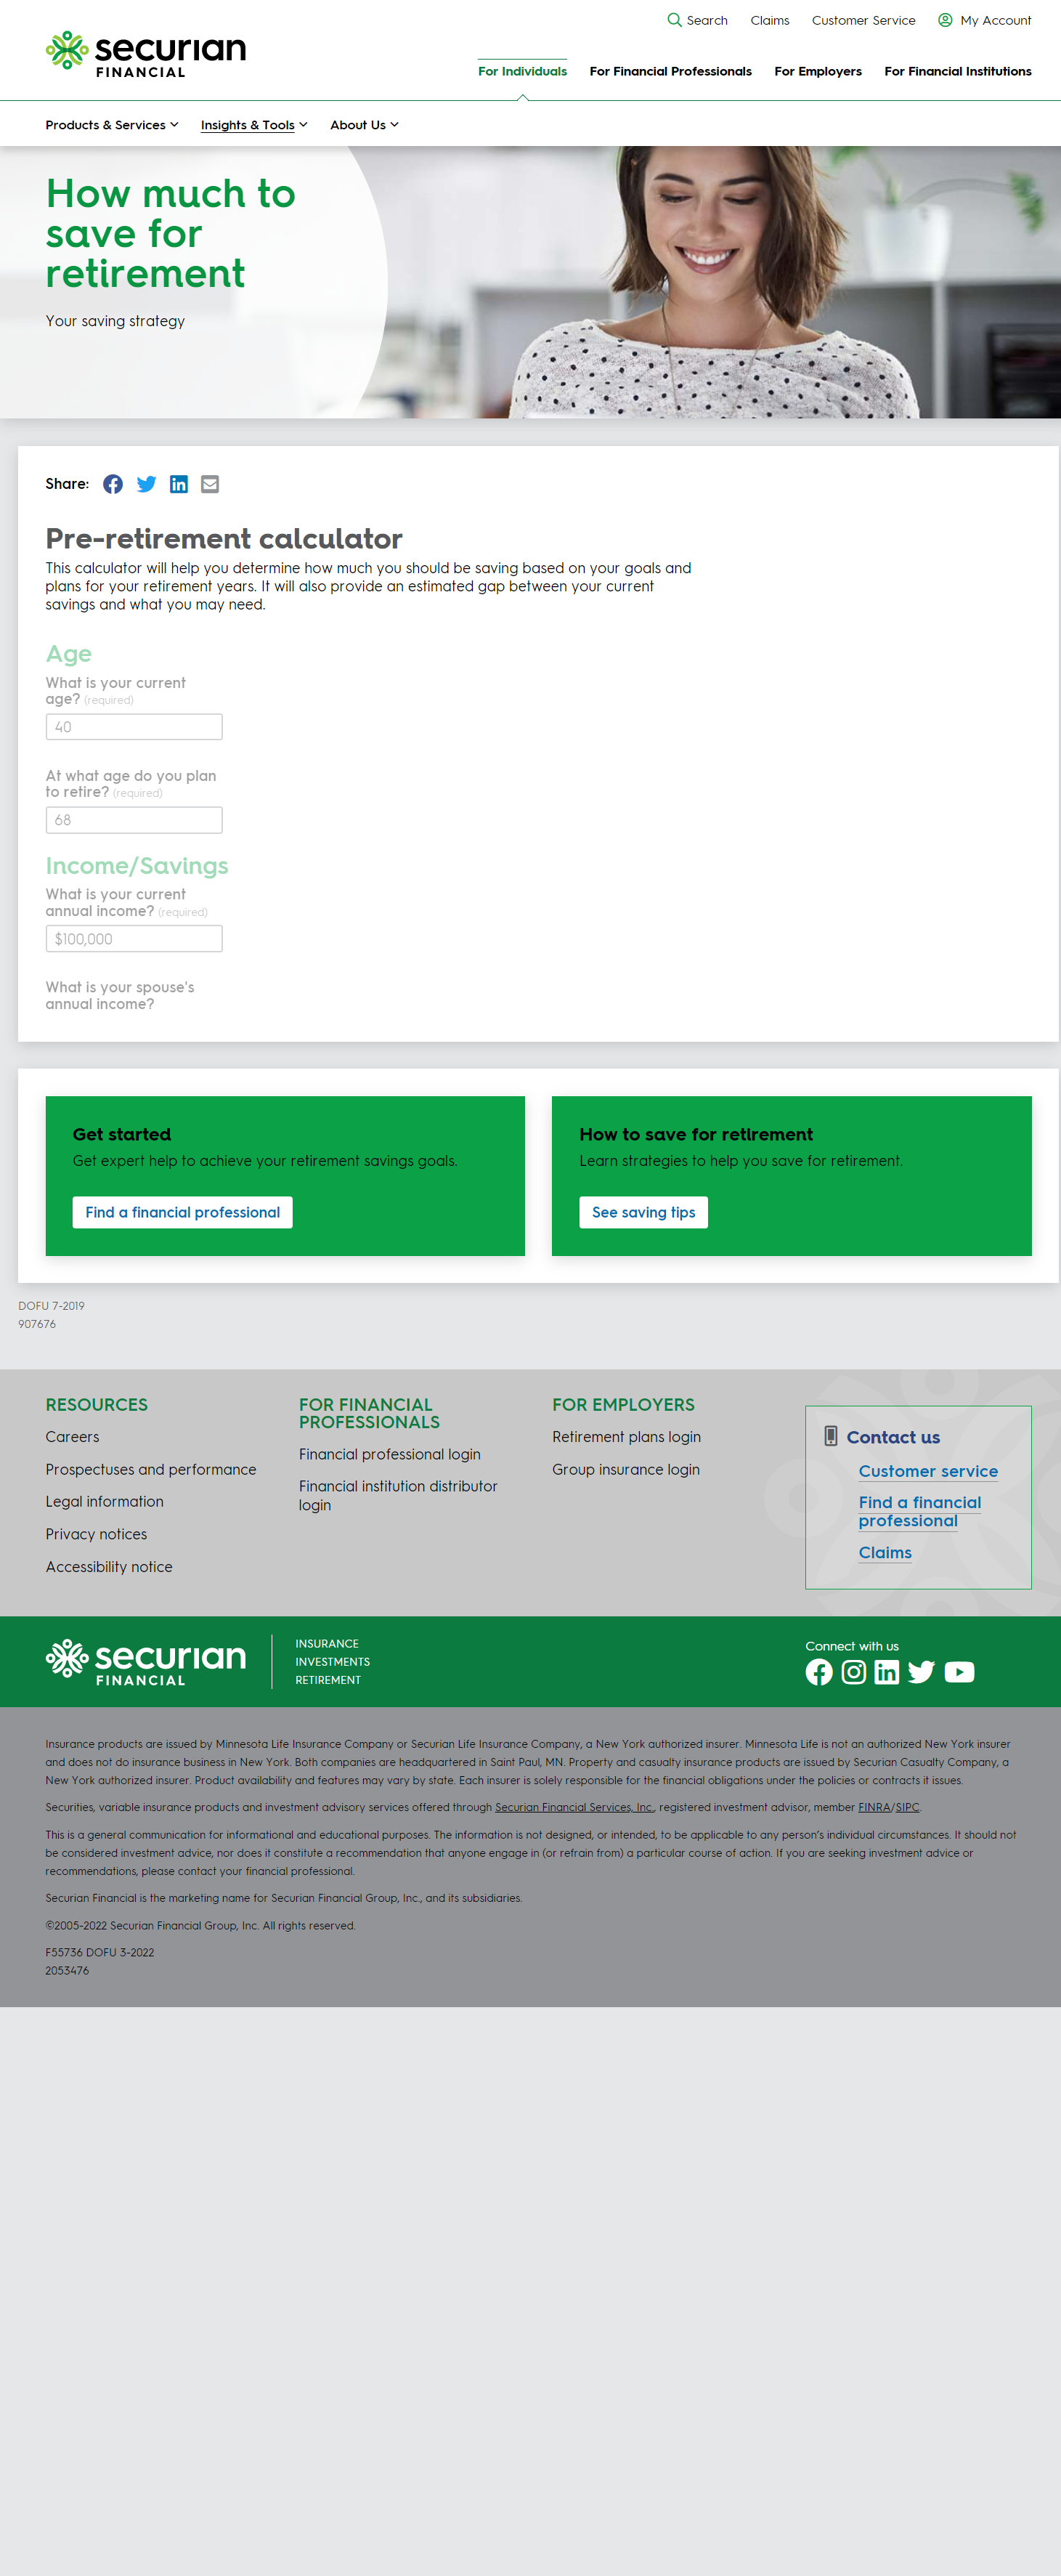 Search Claims Customer Service My Account
securian
FINANCIAL
For Individuals For Financial Professionals For Employers For Financial Institutions
Products & Services Insights & Tools About Us
How much to
save for
retirement
Your saving strategy
Share:
Pre-retirement calculator
This calculator will help you determine how much you should be saving based on your goals and
plans for your retirement years. It will also provide an estimated gap between your current
savings and what you may need.
Age
What is your current
age? (required)
40
At what age do you plan
to retire? (required)
68
Income/Savings
What is your current
annual income? (required)
$100,000
What is your spouse's
annual income?
Get started
Get expert help to achieve your retirement savings goals.
Find a financial professional
How to save for retirement
Learn strategies to help you save for retirement.
See saving tips
DOFU 7-2019
907676
RESOURCES
Careers
Prospectuses and performance
Legal information
Privacy notices
Accessibility notice
FOR FINANCIAL
PROFESSIONALS
Financial professional login
Financial institution distributor
login
FOR EMPLOYERS
Retirement plans login
Group insurance login
Contact us
Customer service
Find a financial
professional
Claims
securian
FINANCIAL
INSURANCE
INVESTMENTS
RETIREMENT
Connect with us
Insurance products are issued by Minnesota Life Insurance Company or Securian Life Insurance Company, a New York authorized insurer. Minnesota Life is not an authorized New York insurer
and does not do insurance business in New York. Both companies are headquartered in Saint Paul, MN. Property and casualty insurance products are issued by Securian Casualty Company, a
New York authorized insurer. Product availability and features may vary by state. Each insurer is solely responsible for the financial obligations under the policies or contracts it issues.
Securities, variable insurance products and investment advisory services offered through Securian Financial Services, Inc., registered investment advisor, member FINRA/SIPC.
This is a general communication for informational and educational purposes. The information is not designed, or intended, to be applicable to any person's individual circumstances. It should not
be considered investment advice, nor does it constitute a recommendation that anyone engage in (or refrain from) a particular course of action. If you are seeking investment advice or
recommendations, please contact your financial professional.
Securian Financial is the marketing name for Securian Financial Group, Inc., and its subsidiaries.
©2005-2022 Securian Financial Group, Inc. All rights reserved.
F55736 DOFU 3-2022
2053476